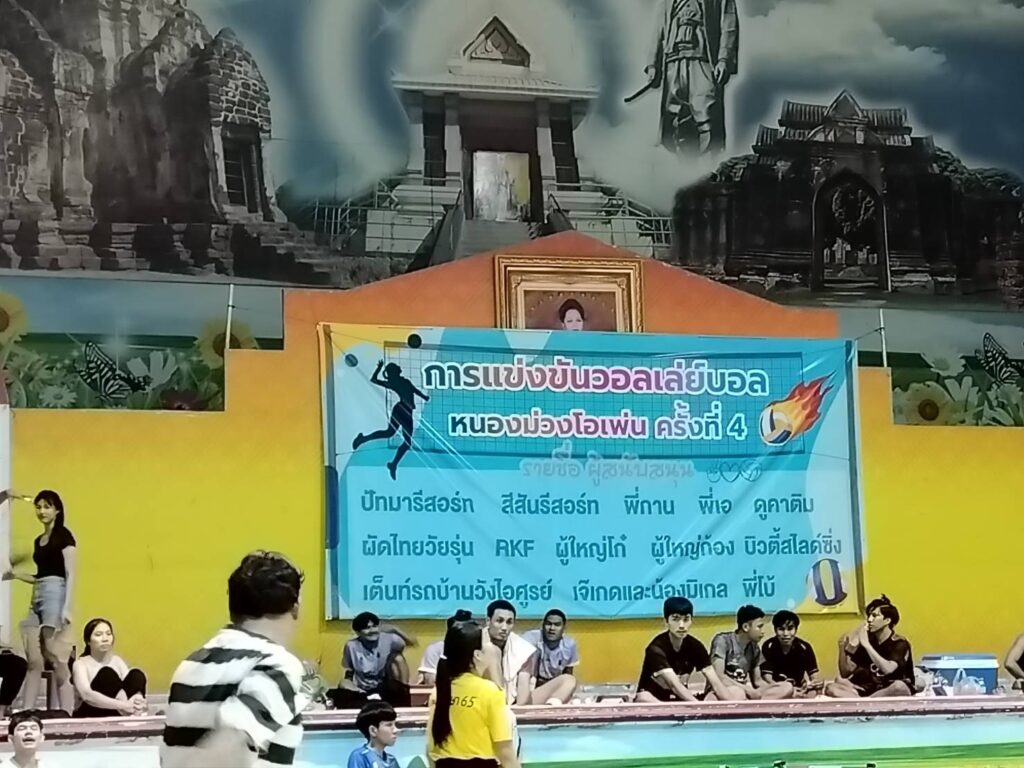 การแข่งขันวอลเลย์บอล
หนองม่วงโอเพ่น ครั้งที่ 4
รายชื่อ ผู้สนับสนุน
ปัทมารีสอร์ท สีสันรีสอร์ท พี่กาน พี่เอ ดูคาติม
ผัดไทยวัยรุ่น RKF ผู้ใหญ่โก๋ ผู้ใหญ่ก้อง บิวตี้สไลด์ซิ่ง
เต็นท์รถบ้านวังไอศูรย์ เจ๊เกดและน้องมิเกล พี่โบ้